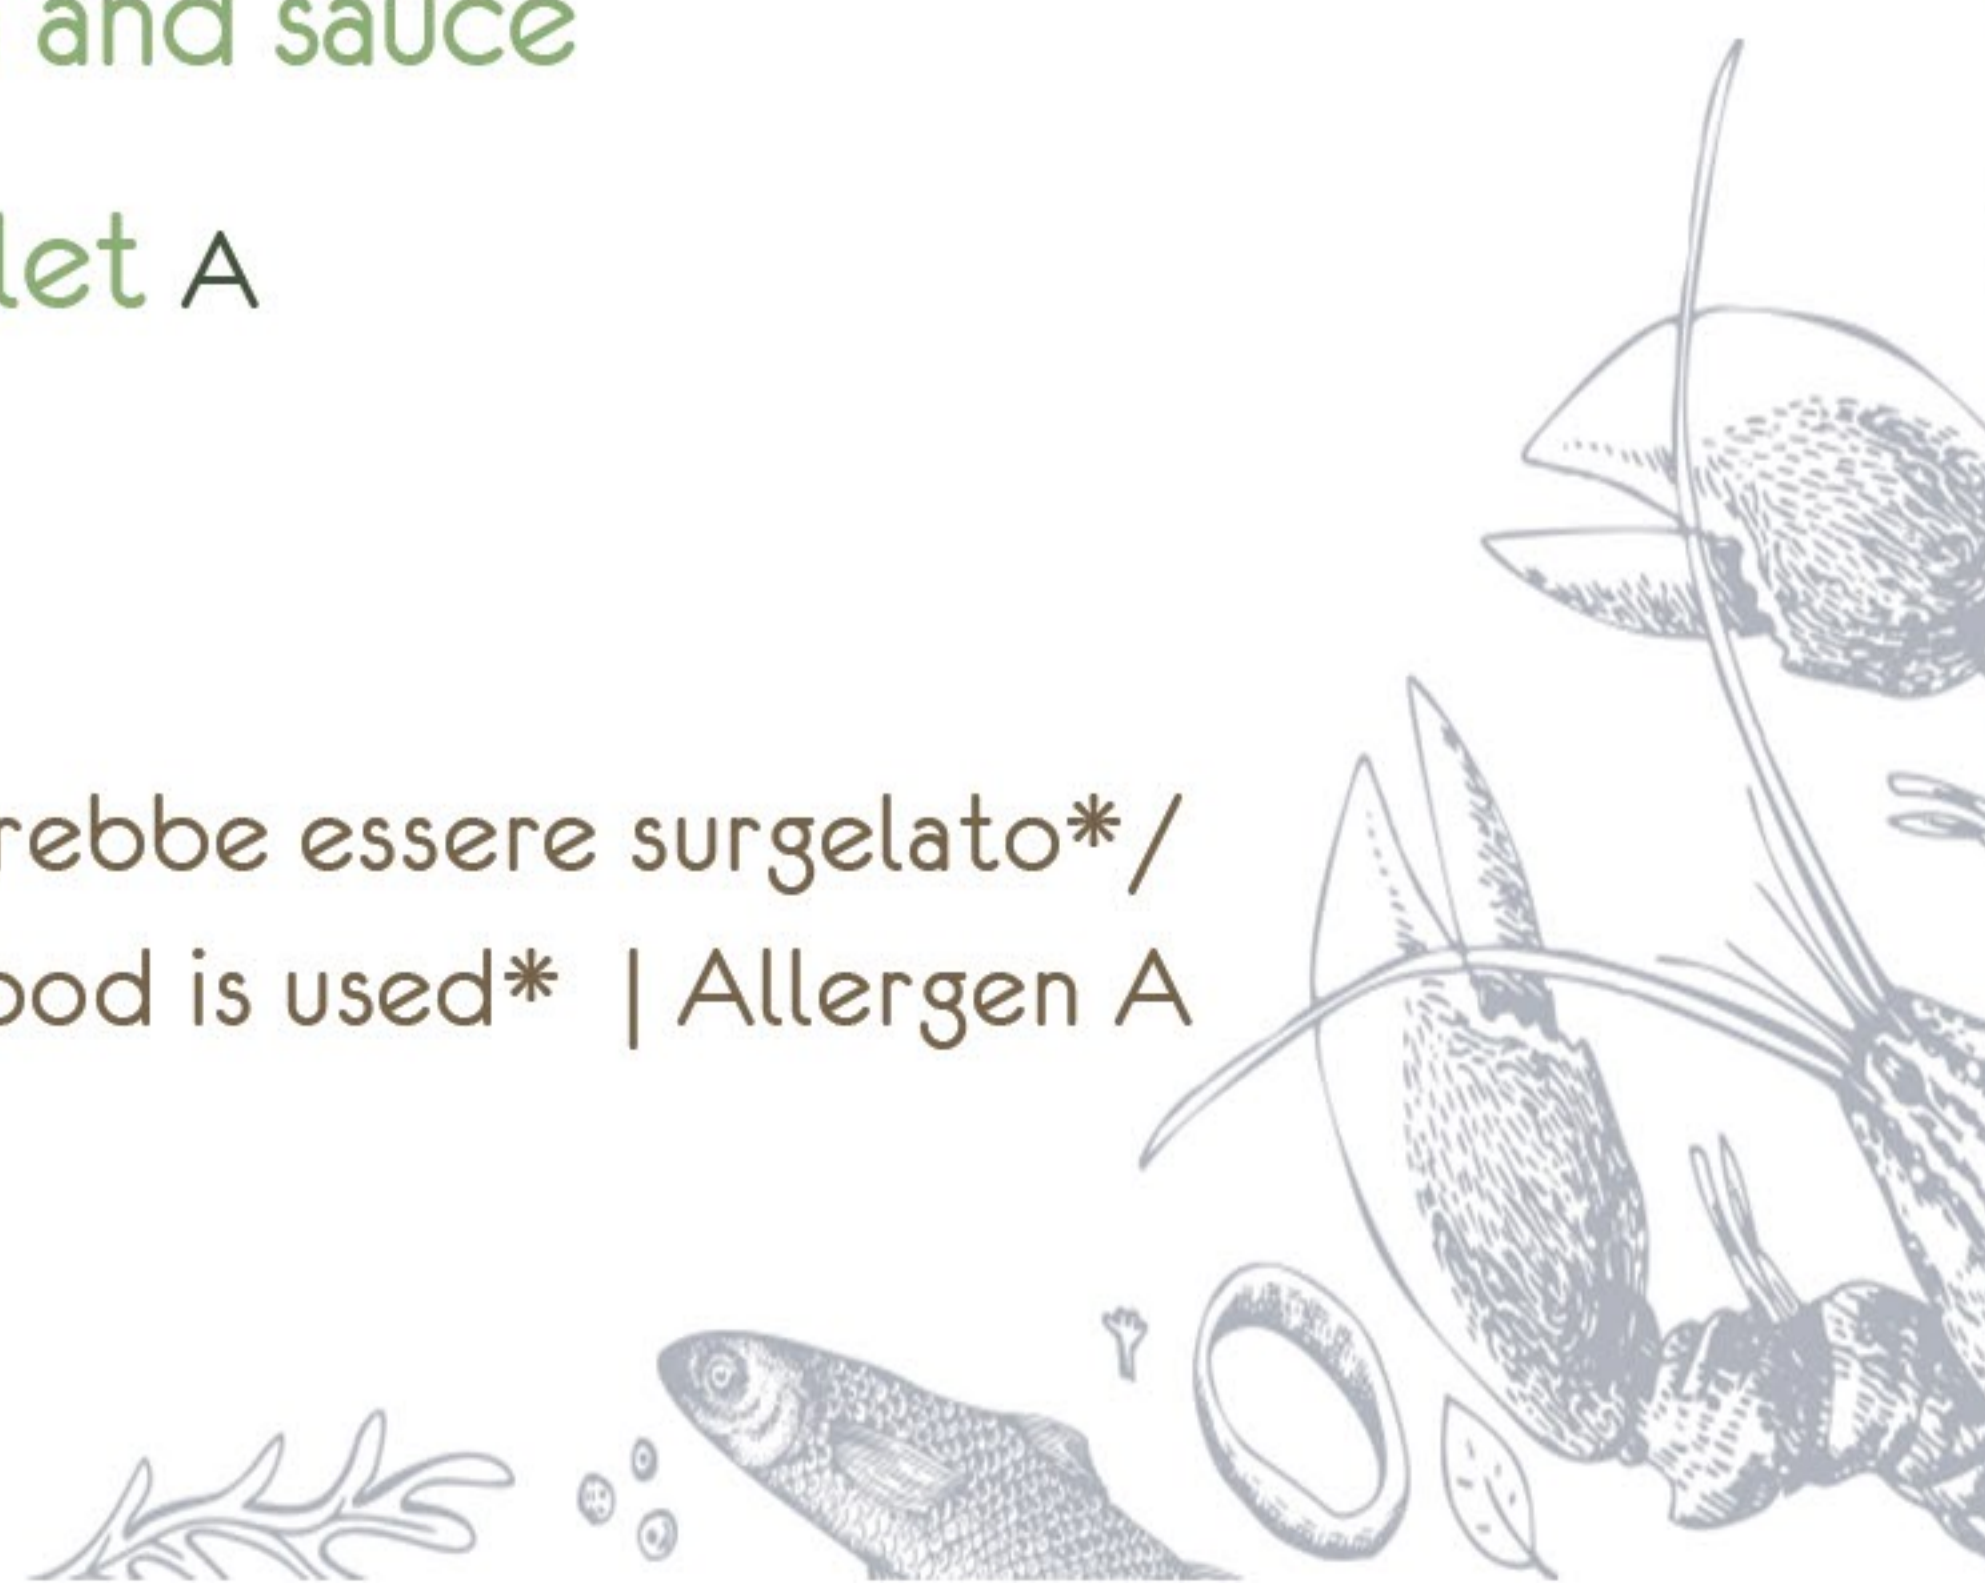 and sauce
let A
rebbe essere surgelato*/
ood is used* | Allergen A